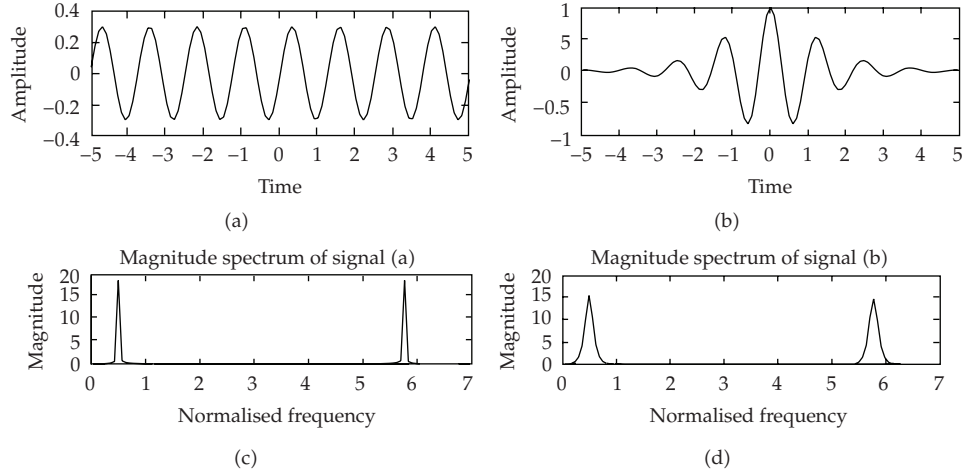 0.4
0.2
0
−0.2
−0.4
Amplitude
−5 −4 −3 −2 −1 0 1 2 3 4 5
Time
(a)
1
5
0
−0.5
−1
Amplitude
−5 −4 −3 −2 −1 0 1 2 3 4 5
Time
(b)
Magnitude spectrum of signal (a)
20
15
10
5
0
Magnitude
0 1 2 3 4 5 6 7
Normalised frequency
(c)
Magnitude spectrum of signal (b)
20
15
10
5
0
Magnitude
0 1 2 3 4 5 6 7
Normalised frequency
(d)